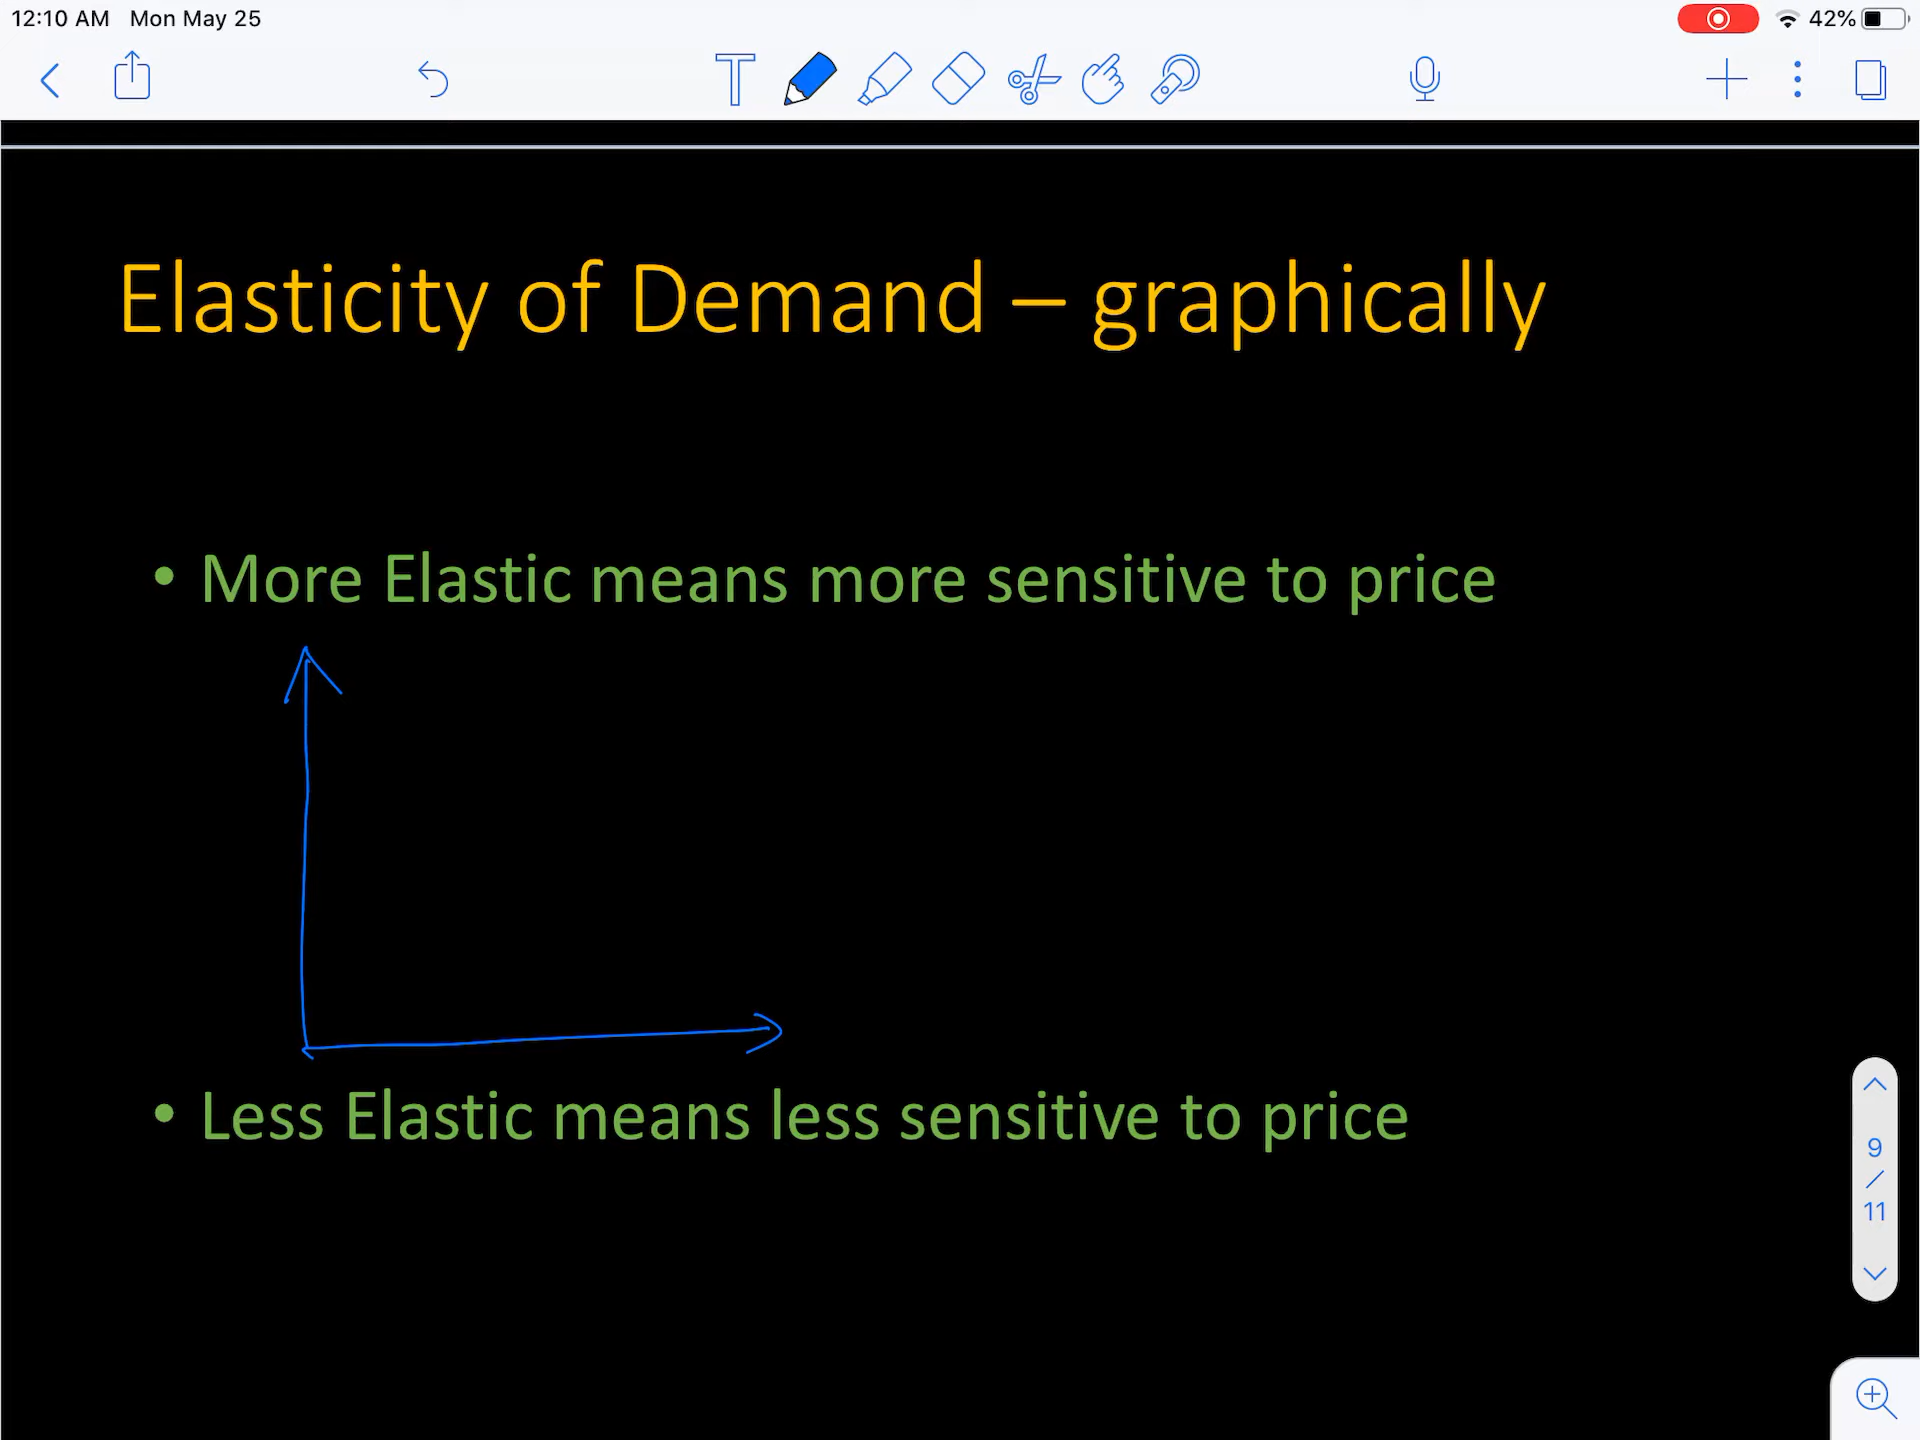 12:10 AM Mon May 25 42%
T
Elasticity of Demand – graphically
• More Elastic means more sensitive to price
• Less Elastic means less sensitive to price
9
/
11